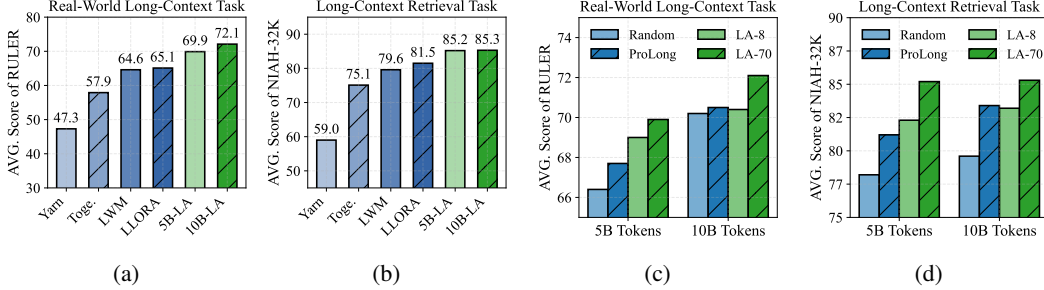 Real-World Long-Context Task
AVG. Score of RULER
80
70
60
50
40
30
47.3
57.9
64.6
65.1
69.9
72.1
Yarn
Toge.
LWM
LLORA
5B-LA
10B-LA
(a)
Long-Context Retrieval Task
AVG. Score of NIAH-32K
90
80
70
60
50
59.0
75.1
79.6
81.5
85.2
85.3
Yarn
Toge.
LWM
LLORA
5B-LA
10B-LA
(b)
Real-World Long-Context Task
AVG. Score of RULER
74
72
70
68
66
Random
ProLong
LA-8
LA-70
5B Tokens
10B Tokens
(c)
Long-Context Retrieval Task
AVG. Score of NIAH-32K
90
87
84
82
80
78
75
Random
ProLong
LA-8
LA-70
5B Tokens
10B Tokens
(d)